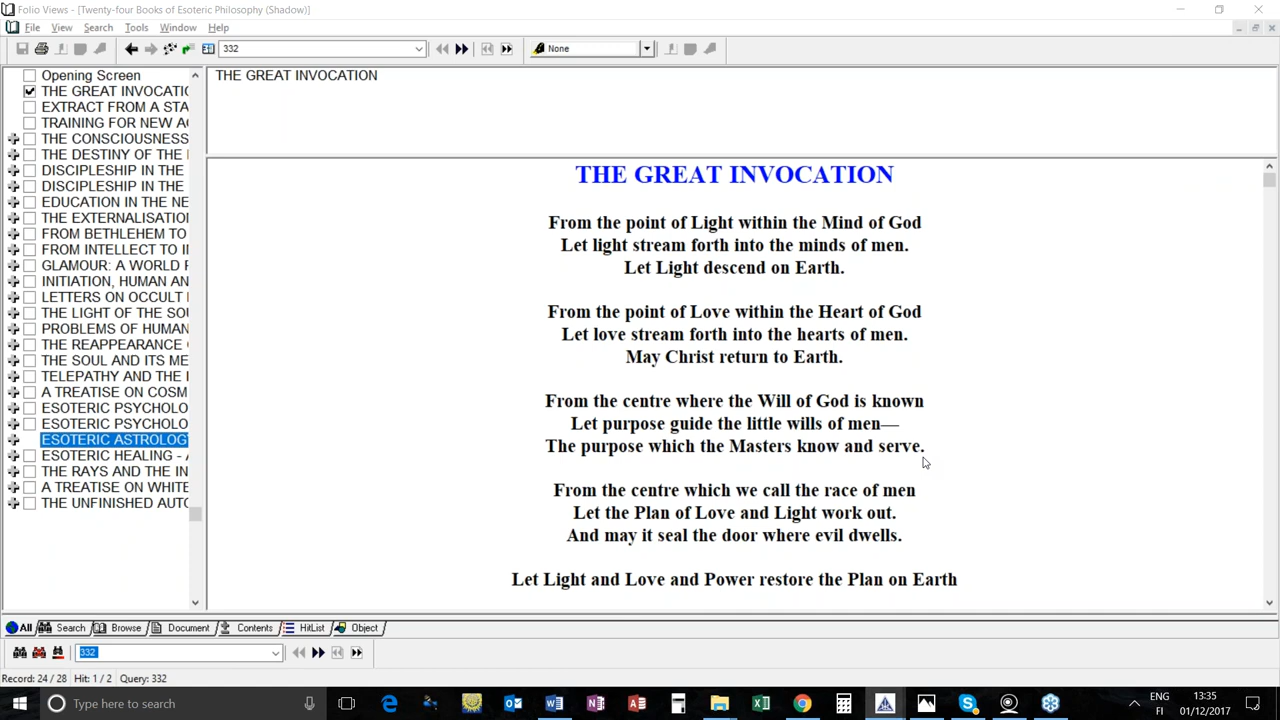 Folio Views - [Twenty-four Books of Esoteric Philosophy (Shadow)]
File View Search Tools Window Help
332
None
Opening Screen
THE GREAT INVOCATIO
EXTRACT FROM A STA
TRAINING FOR NEW A
THE CONSCIOUSNESS
THE DESTINY OF THE
DISCIPLESHIP IN THE
DISCIPLESHIP IN THE
EDUCATION IN THE NE
THE EXTERNALISATIO
FROM BETHLEHEM TO
FROM INTELLECT TO I
GLAMOUR: A WORLD
INITIATION, HUMAN AN
LETTERS ON OCCULT
THE LIGHT OF THE SO
PROBLEMS OF HUMAN
THE REAPPEARANCE
THE SOUL AND ITS ME
TELEPATHY AND THE
A TREATISE ON COSM
ESOTERIC PSYCHOLO
ESOTERIC PSYCHOLO
ESOTERIC ASTROLOG
ESOTERIC HEALING -
THE RAYS AND THE IN
A TREATISE ON WHITE
THE UNFINISHED AUT
THE GREAT INVOCATION
THE GREAT INVOCATION
From the point of Light within the Mind of God
Let light stream forth into the minds of men.
Let Light descend on Earth.
From the point of Love within the Heart of God
Let love stream forth into the hearts of men.
May Christ return to Earth.
From the centre where the Will of God is known
Let purpose guide the little wills of men—
The purpose which the Masters know and serve.
From the centre which we call the race of men
Let the Plan of Love and Light work out.
And may it seal the door where evil dwells.
Let Light and Love and Power restore the Plan on Earth
All Search Browse Document Contents HitList Object
332
Record: 24 / 28 Hit: 1 / 2 Query: 332
Type here to search
ENG
FI
13:35
01/12/2017